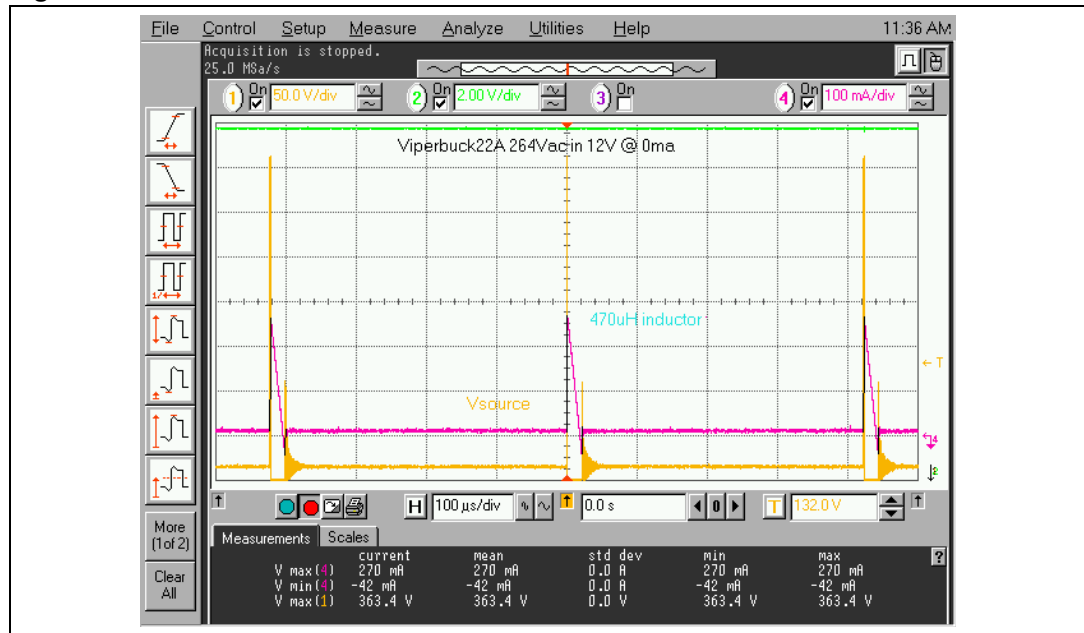 File Control Setup Measure Analyze Utilities Help 11:36 AM
Acquisition is stopped.
25.0 MSa/s
1 On 50.0 V/div 2 On 2.00 V/div 3 On 4 On 100 mA/div
Viperbuck22A 264Vac in 12V @ 0ma
470uH inductor
T
Vsource
4
H 100 µs/div 0.0 s 0 T 132.0 V
More
(1 of 2)
Clear
All
Measurements Scales
current mean std dev min max ?
V max(4) 270 mA 270 mA 0.0 A 270 mA 270 mA
V min(4) -42 mA -42 mA 0.0 A -42 mA -42 mA
V max(1) 363.4 V 363.4 V 0.0 V 363.4 V 363.4 V